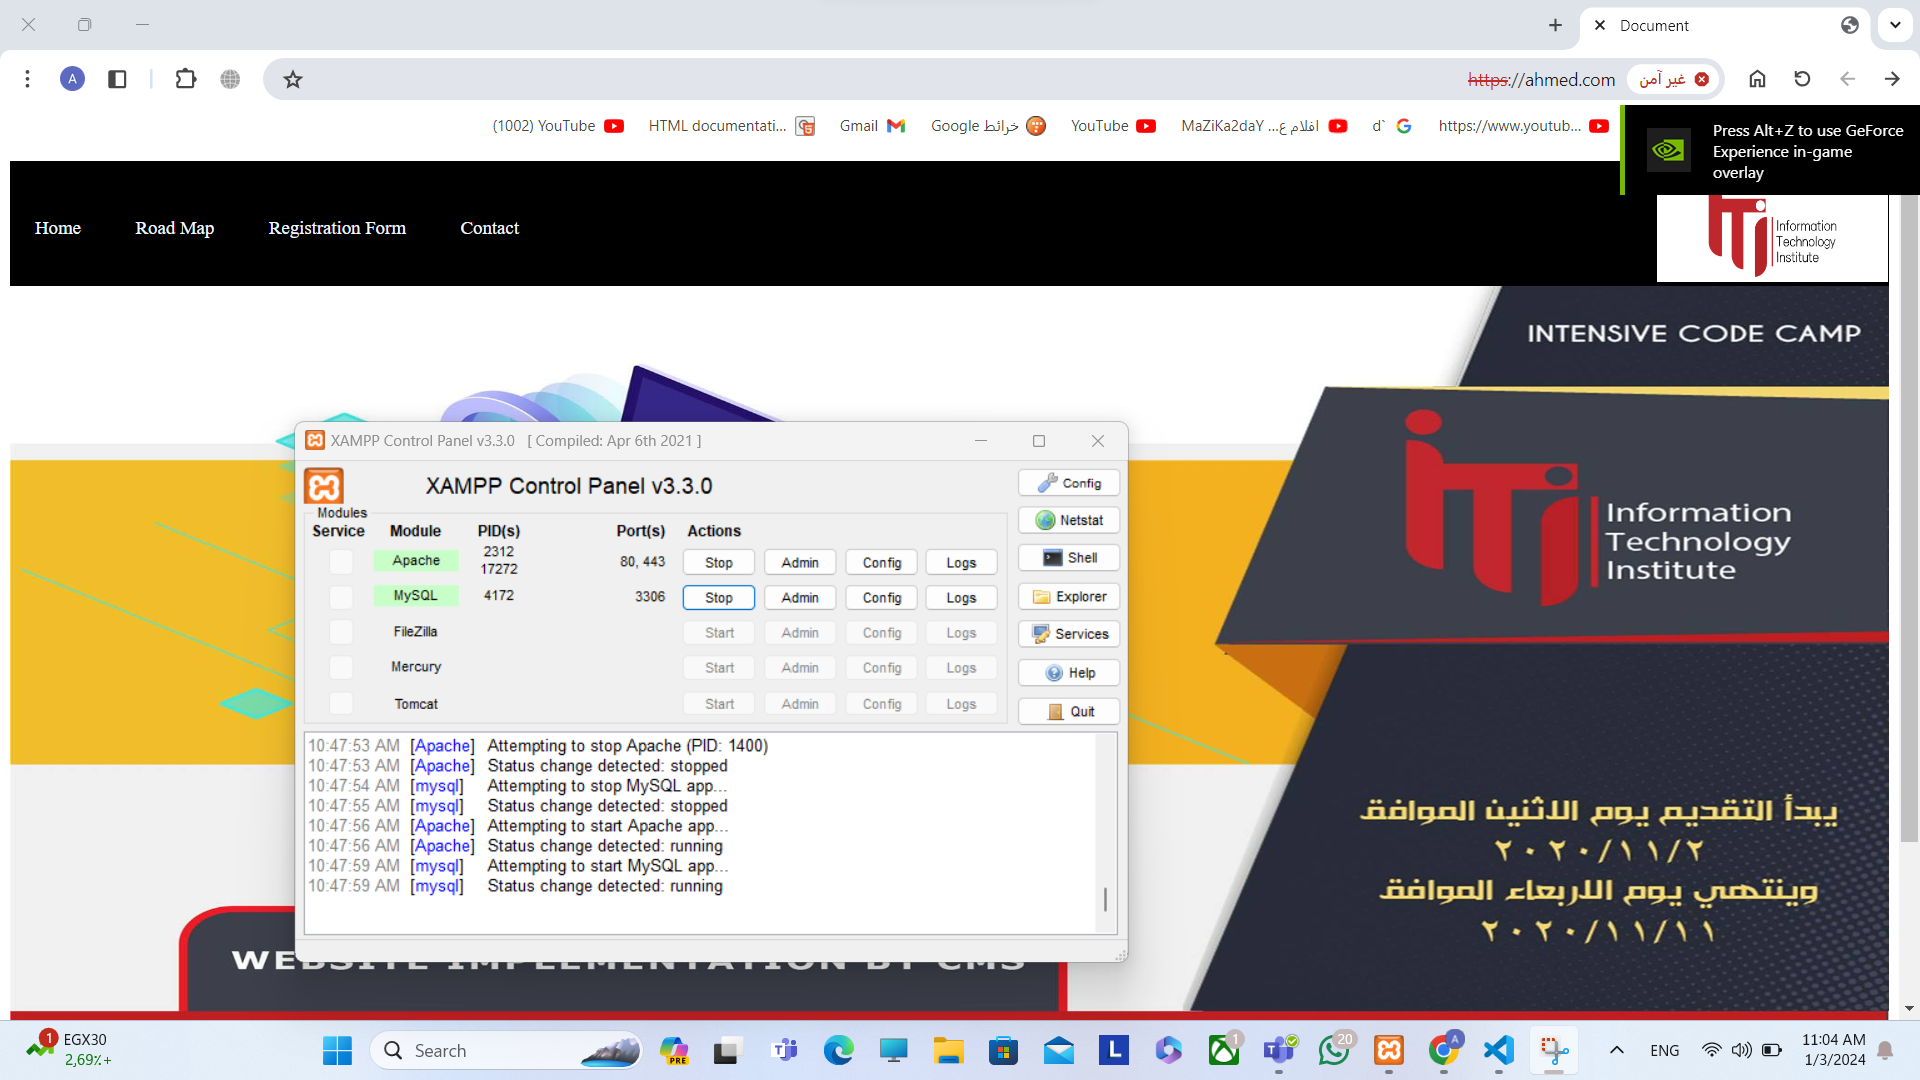 Document
A
https://ahmed.com
غير آمن
(1002) YouTube
HTML documentati...
Gmail
خرائط Google
YouTube
MaZiKa2daY ...افلام ع
d`
https://www.youtub...
Press Alt+Z to use GeForce
Experience in-game
overlay
Home
Road Map
Registration Form
Contact
Information
Technology
Institute
INTENSIVE CODE CAMP
Information
Technology
Institute
يبدأ التقديم يوم الاثنين الموافق
٢٠٢٠/١١/٢
وينتهي يوم الاربعاء الموافق
٢٠٢٠/١١/١١
XAMPP Control Panel v3.3.0 [ Compiled: Apr 6th 2021 ]
XAMPP Control Panel v3.3.0
Modules
Service Module PID(s) Port(s) Actions
Apache 2312 17272 80, 443 Stop Admin Config Logs
MySQL 4172 3306 Stop Admin Config Logs
FileZilla Start Admin Config Logs
Mercury Start Admin Config Logs
Tomcat Start Admin Config Logs
Config
Netstat
Shell
Explorer
Services
Help
Quit
10:47:53 AM [Apache] Attempting to stop Apache (PID: 1400)
10:47:53 AM [Apache] Status change detected: stopped
10:47:54 AM [mysql] Attempting to stop MySQL app...
10:47:55 AM [mysql] Status change detected: stopped
10:47:56 AM [Apache] Attempting to start Apache app...
10:47:56 AM [Apache] Status change detected: running
10:47:59 AM [mysql] Attempting to start MySQL app...
10:47:59 AM [mysql] Status change detected: running
WEBSITE IMPLEMENTATION BY CMS
1
EGX30
2,69٪+
Search
PRE
L
1
20
A
ENG
11:04 AM
1/3/2024